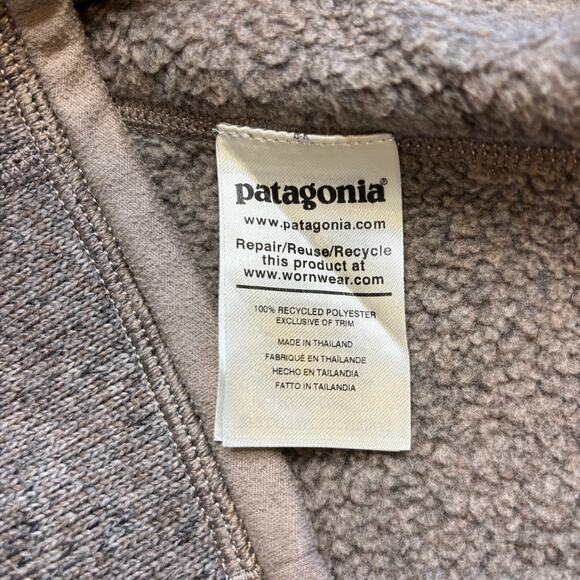 patagonia®
www.patagonia.com
Repair/Reuse/Recycle
this product at
www.wornwear.com
100% RECYCLED POLYESTER
EXCLUSIVE OF TRIM
MADE IN THAILAND
FABRIQUÉ EN THAÏLANDE
HECHO EN TAILANDIA
FATTO IN TAILANDIA